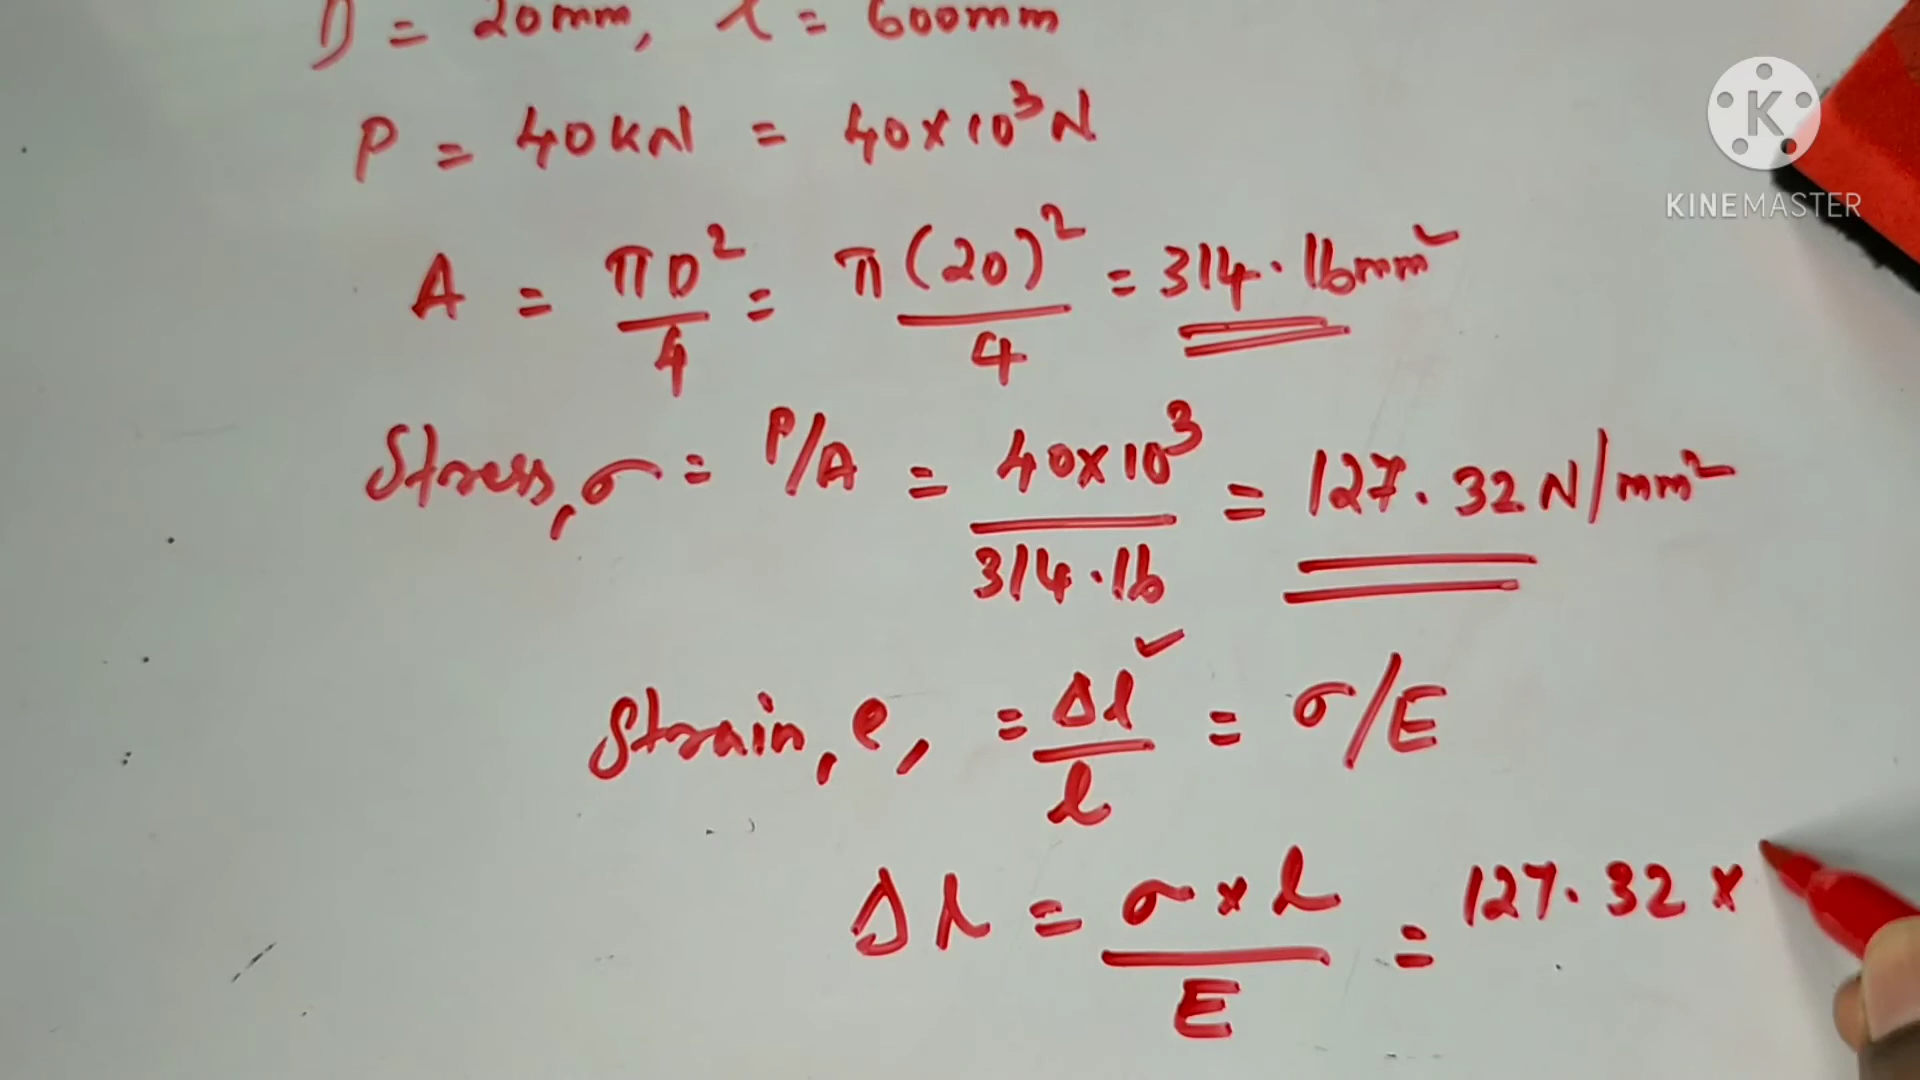 D = 20mm, l = 600mm
P = 40KN = 40×10³N
K
KINEMASTER
A = πD²/4 = π(20)²/4 = 314.16mm²
Stress, σ = P/A = 40×10³/314.16 = 127.32 N/mm²
Strain, e, = Δl/l = σ/E
Δl = σ×l/E = 127.32 ×